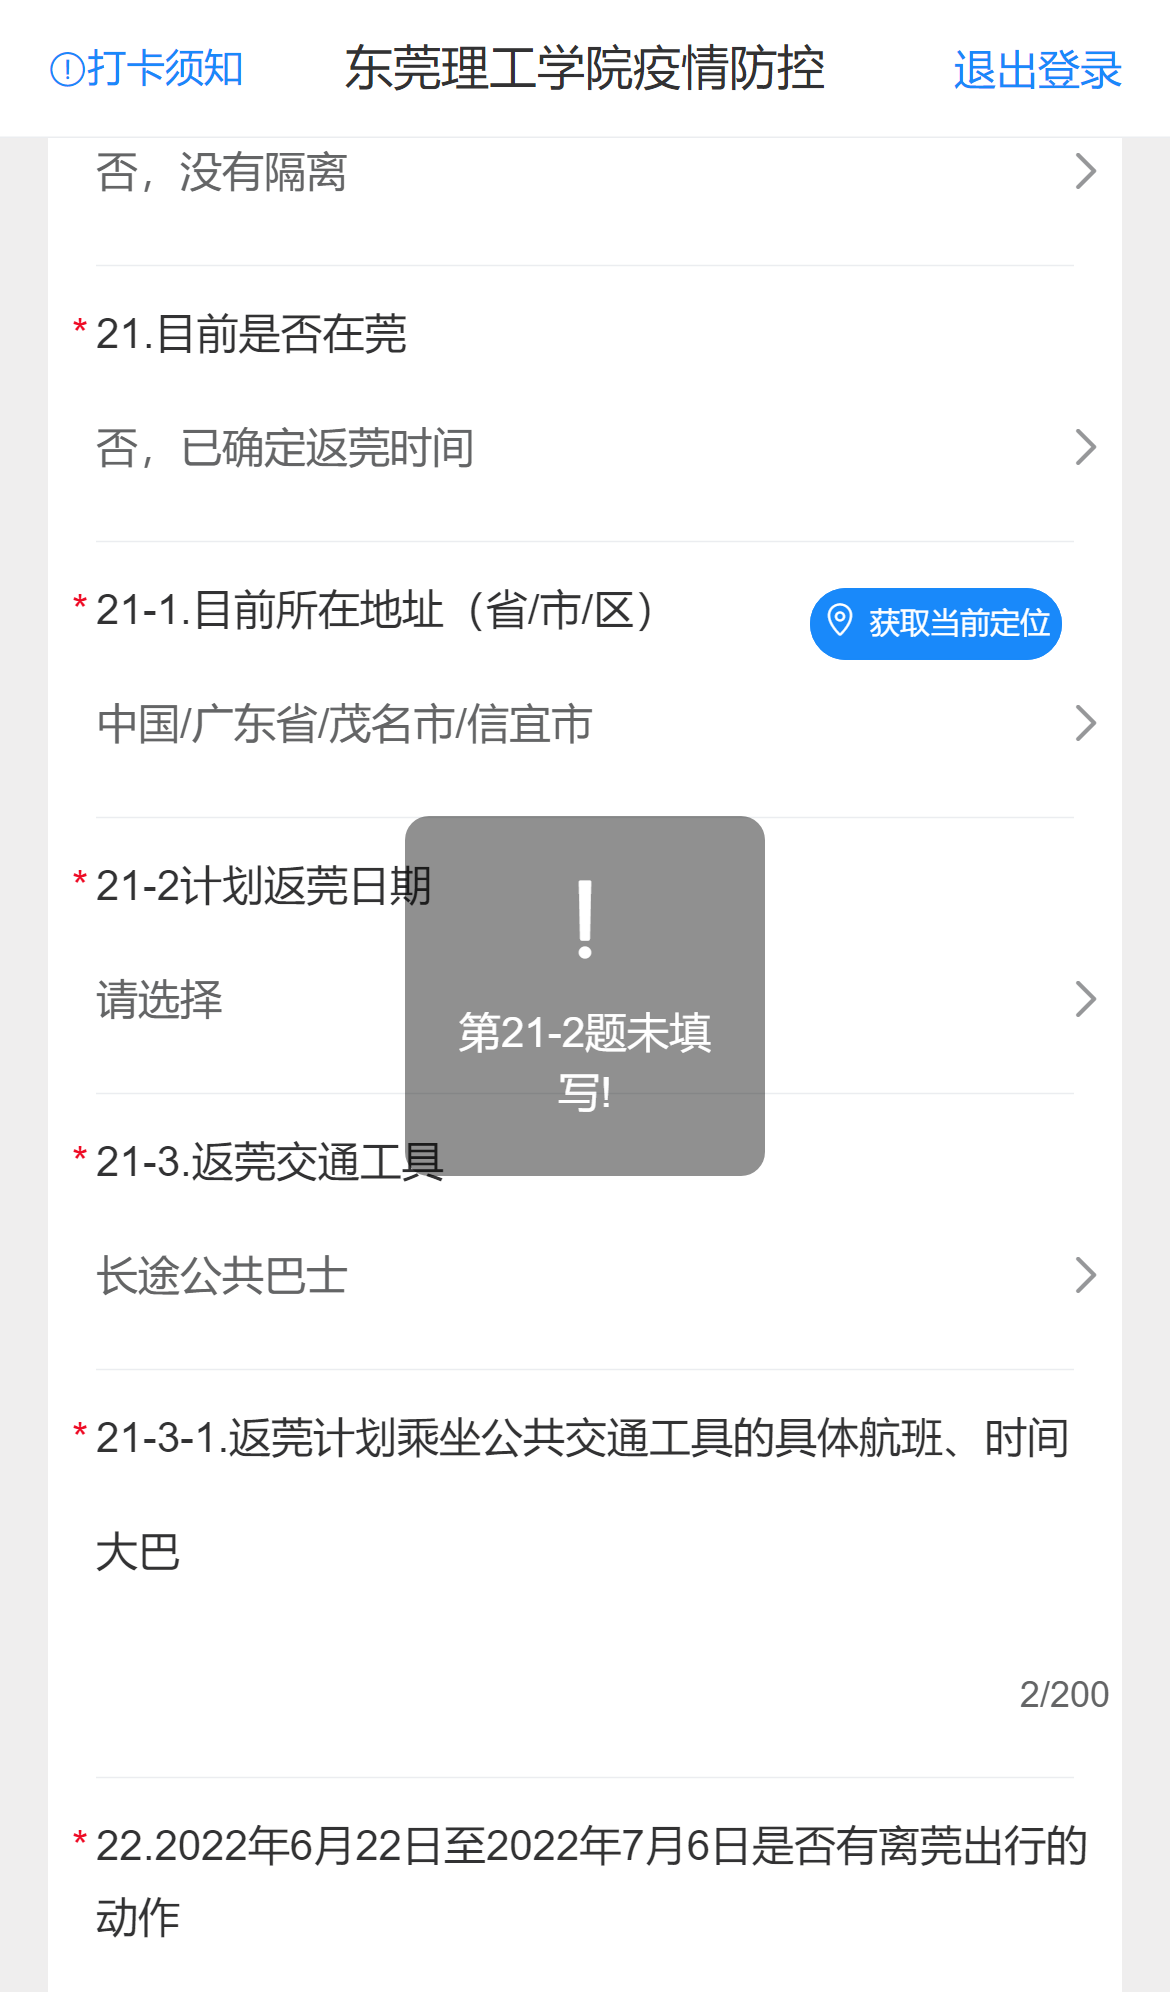 打卡须知
东莞理工学院疫情防控
退出登录
否，没有隔离
* 21.目前是否在莞
否，已确定返莞时间
* 21-1.目前所在地址（省/市/区）
获取当前定位
中国/广东省/茂名市/信宜市
* 21-2计划返莞日期
请选择
第21-2题未填
写!
* 21-3.返莞交通工具
长途公共巴士
* 21-3-1.返莞计划乘坐公共交通工具的具体航班、时间
大巴
2/200
* 22.2022年6月22日至2022年7月6日是否有离莞出行的
动作